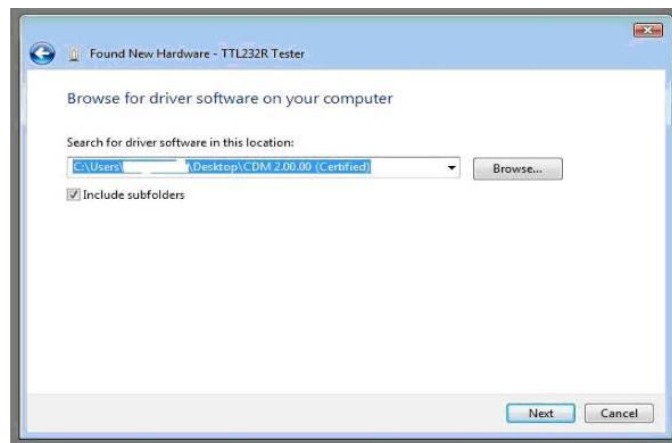 Found New Hardware - TTL232R Tester
Browse for driver software on your computer
Search for driver software in this location:
C:\Users\ \Desktop\CDM 2.00.00 (Certified)
Browse...
Include subfolders
Next Cancel